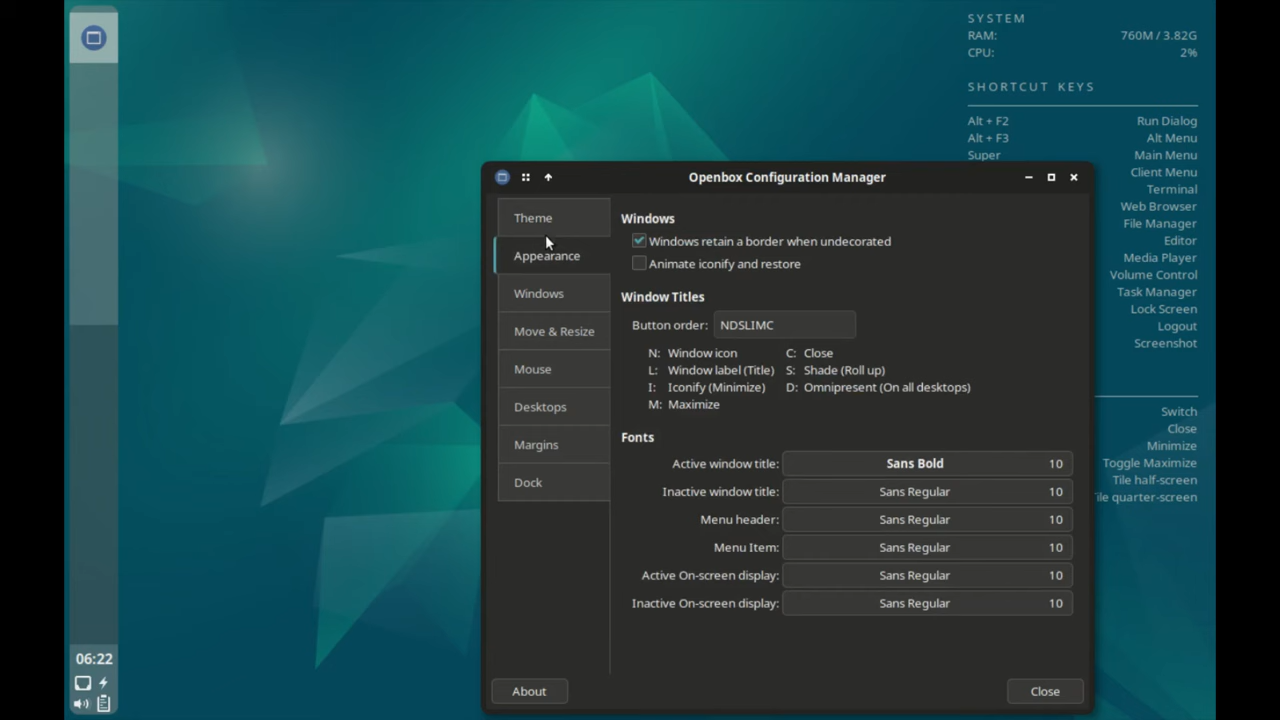 SYSTEM
RAM: 760M / 3.82G
CPU: 2%
SHORTCUT KEYS
Alt + F2 Run Dialog
Alt + F3 Alt Menu
Super Main Menu
Client Menu
Terminal
Web Browser
File Manager
Editor
Media Player
Volume Control
Task Manager
Lock Screen
Logout
Screenshot
Switch
Close
Minimize
Toggle Maximize
Tile half-screen
ile quarter-screen
Openbox Configuration Manager
Theme
Appearance
Windows
Move & Resize
Mouse
Desktops
Margins
Dock
Windows
Windows retain a border when undecorated
Animate iconify and restore
Window Titles
Button order: NDSLIMC
N: Window icon C: Close
L: Window label (Title) S: Shade (Roll up)
I: Iconify (Minimize) D: Omnipresent (On all desktops)
M: Maximize
Fonts
Active window title: Sans Bold 10
Inactive window title: Sans Regular 10
Menu header: Sans Regular 10
Menu Item: Sans Regular 10
Active On-screen display: Sans Regular 10
Inactive On-screen display: Sans Regular 10
About Close
06:22